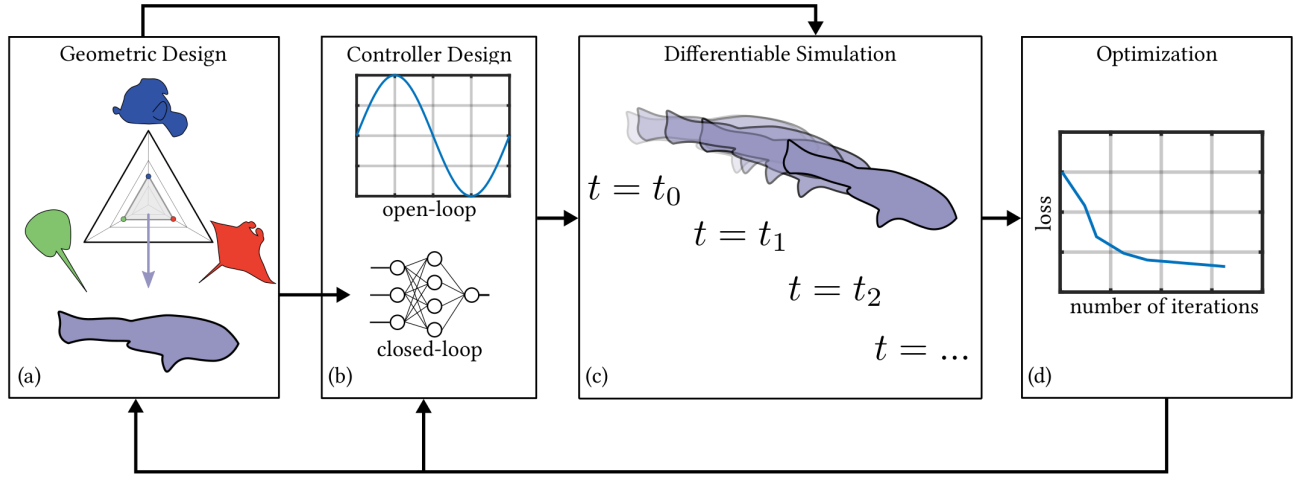 Geometric Design
(a)
Controller Design
open-loop
closed-loop
(b)
Differentiable Simulation
t = t₀
t = t₁
t = t₂
t = ...
(c)
Optimization
loss
number of iterations
(d)